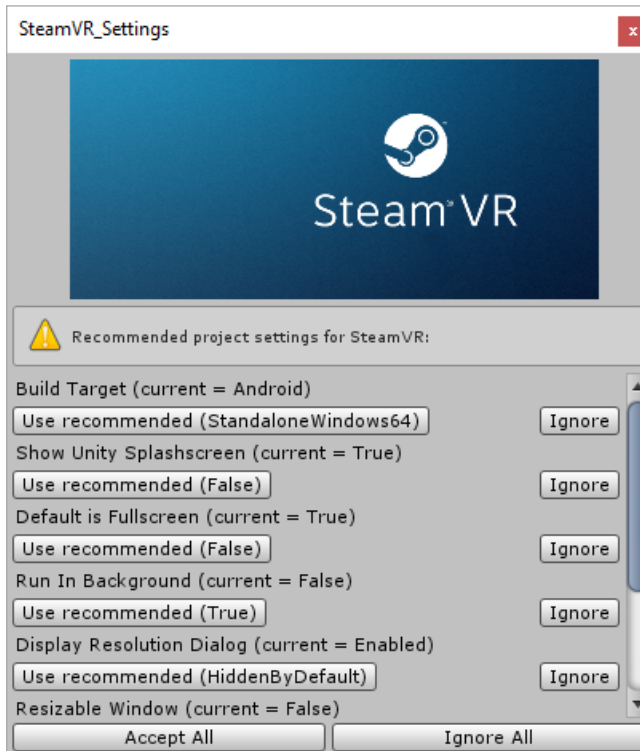 SteamVR_Settings
x
Steam™VR
Recommended project settings for SteamVR:
Build Target (current = Android)
Use recommended (StandaloneWindows64) Ignore
Show Unity Splashscreen (current = True)
Use recommended (False) Ignore
Default is Fullscreen (current = True)
Use recommended (False) Ignore
Run In Background (current = False)
Use recommended (True) Ignore
Display Resolution Dialog (current = Enabled)
Use recommended (HiddenByDefault) Ignore
Resizable Window (current = False)
Accept All Ignore All